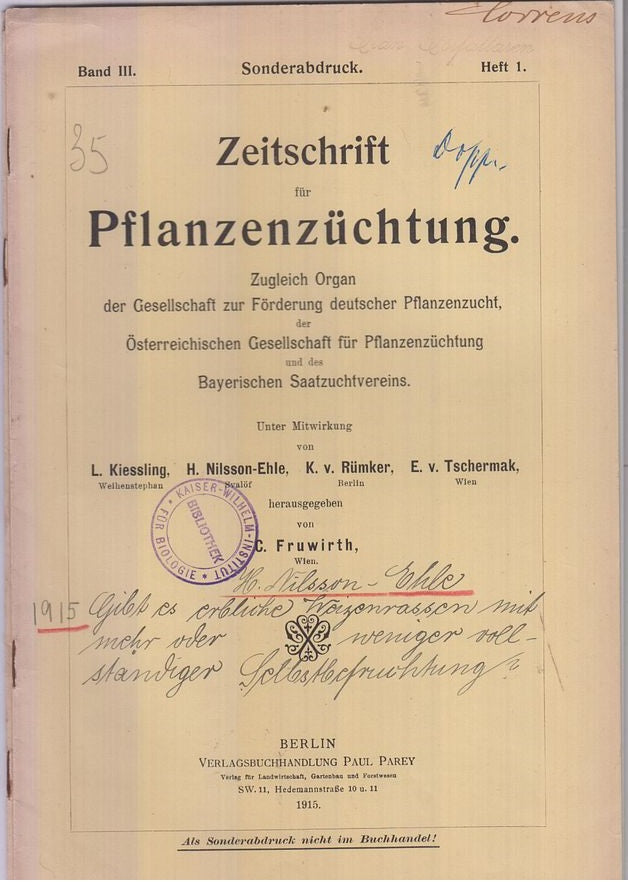 Correns
Band III. Sonderabdruck. Heft 1.
35
Zeitschrift
Dopp.
für
Pflanzenzüchtung.
Zugleich Organ
der Gesellschaft zur Förderung deutscher Pflanzenzucht,
der
Österreichischen Gesellschaft für Pflanzenzüchtung
und des
Bayerischen Saatzuchtvereins.
Unter Mitwirkung
von
L. Kiessling, H. Nilsson-Ehle, K. v. Rümker, E. v. Tschermak,
Weihenstephan Svalöf Berlin Wien
herausgegeben
von
C. Fruwirth,
Wien.
* KAISER-WILHELM-INSTITUT * FÜR BIOLOGIE
BIBLIOTHEK
H. Nilsson-Ehle
1915 Gibt es erbliche Weizenrassen mit
mehr oder weniger voll-
ständiger Selbstbefruchtung?
BERLIN
VERLAGSBUCHHANDLUNG PAUL PAREY
Verlag für Landwirtschaft, Gartenbau und Forstwesen
SW. 11, Hedemannstraße 10 u. 11
1915.
Als Sonderabdruck nicht im Buchhandel!